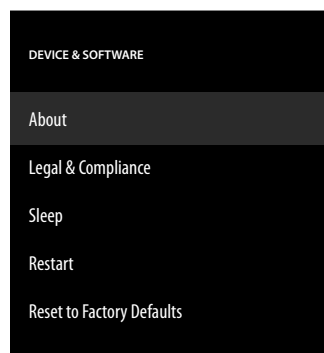 DEVICE & SOFTWARE
About
Legal & Compliance
Sleep
Restart
Reset to Factory Defaults